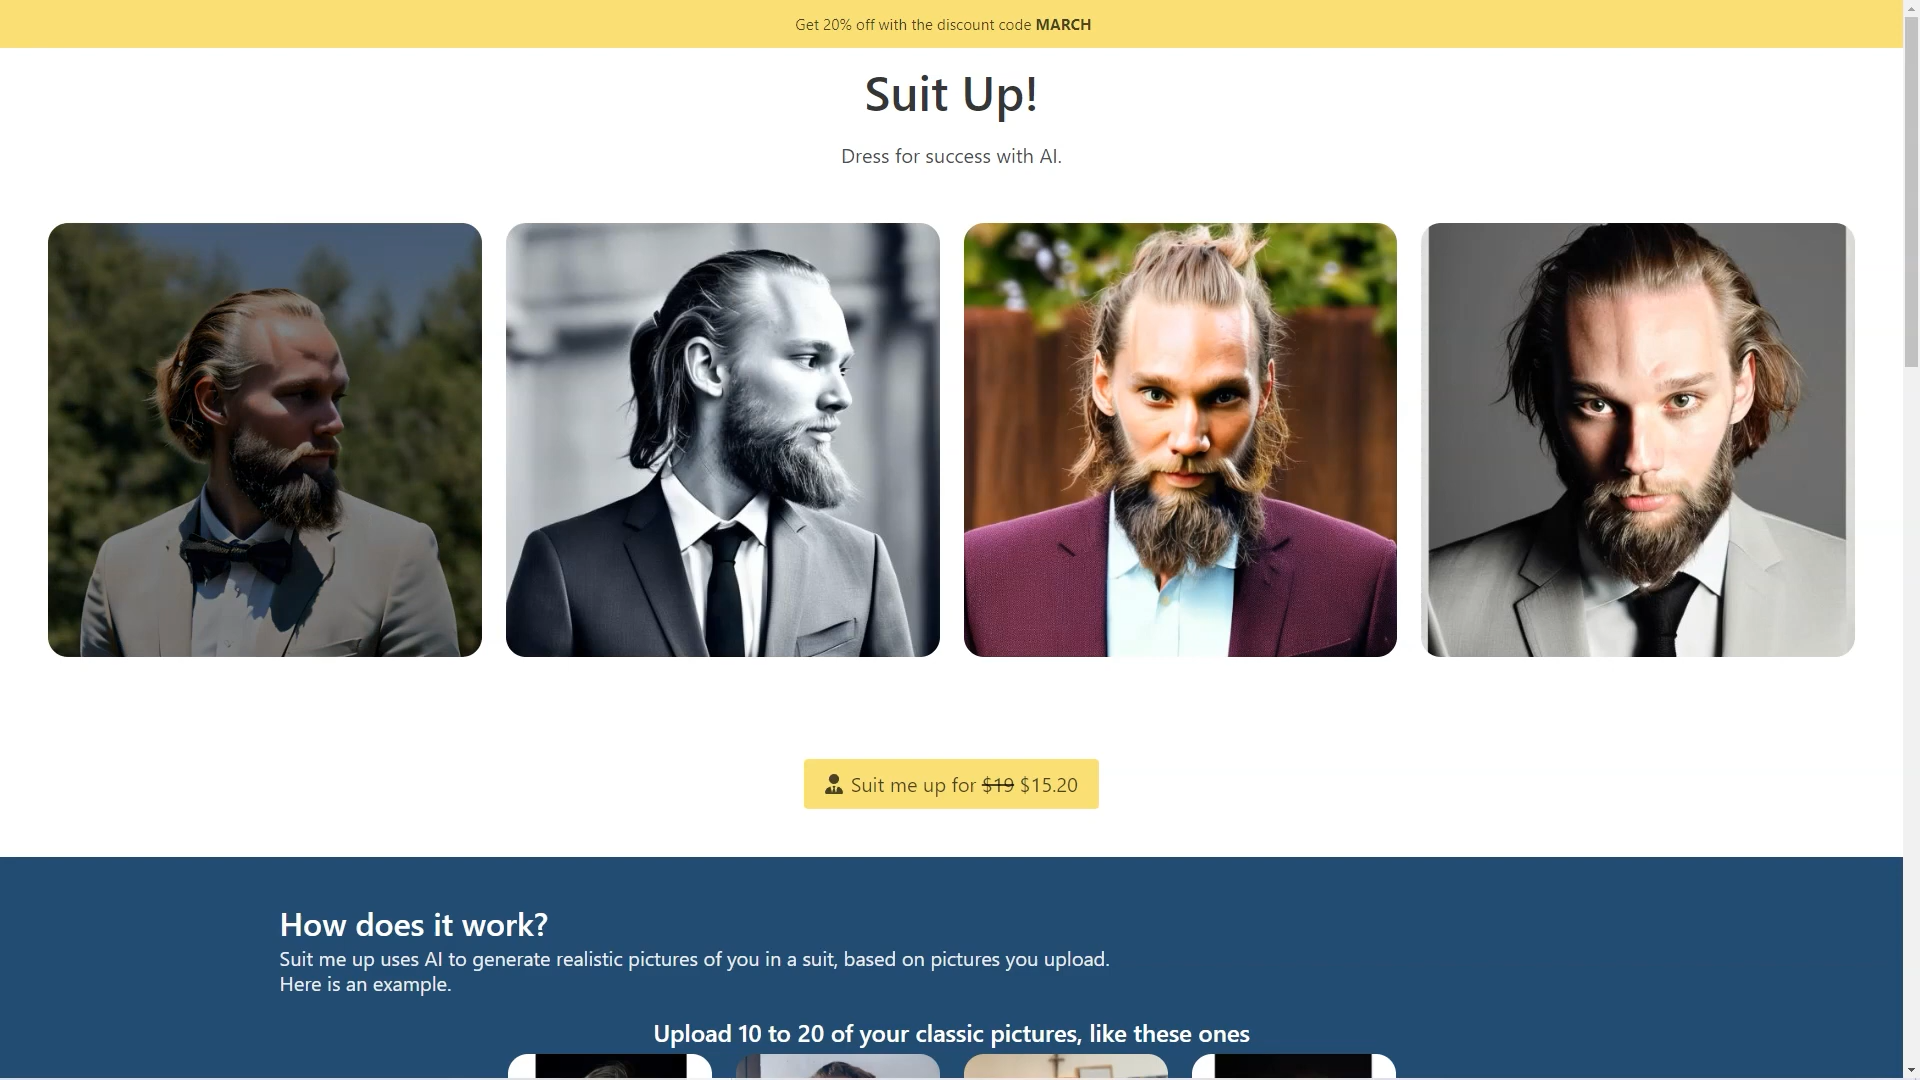 Get 20% off with the discount code MARCH
Suit Up!
Dress for success with AI.
Suit me up for $19 $15.20
How does it work?
Suit me up uses AI to generate realistic pictures of you in a suit, based on pictures you upload.
Here is an example.
Upload 10 to 20 of your classic pictures, like these ones